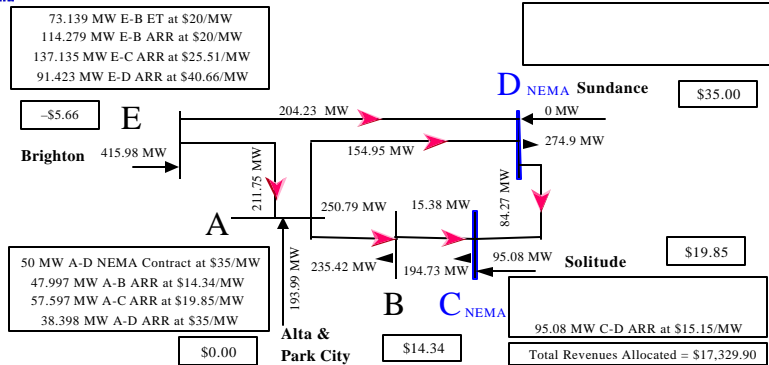 73.139 MW E-B ET at $20/MW
114.279 MW E-B ARR at $20/MW
137.135 MW E-C ARR at $25.51/MW
91.423 MW E-D ARR at $40.66/MW
D NEMA Sundance
$35.00
–$5.66
E
204.23 MW
0 MW
274.9 MW
Brighton
415.98 MW
154.95 MW
211.75 MW
84.27 MW
A
250.79 MW
15.38 MW
50 MW A-D NEMA Contract at $35/MW
47.997 MW A-B ARR at $14.34/MW
57.597 MW A-C ARR at $19.85/MW
38.398 MW A-D ARR at $35/MW
193.99 MW
235.42 MW
194.73 MW
95.08 MW
Solitude
$19.85
B
C NEMA
95.08 MW C-D ARR at $15.15/MW
Alta &
Park City
$0.00
$14.34
Total Revenues Allocated = $17,329.90